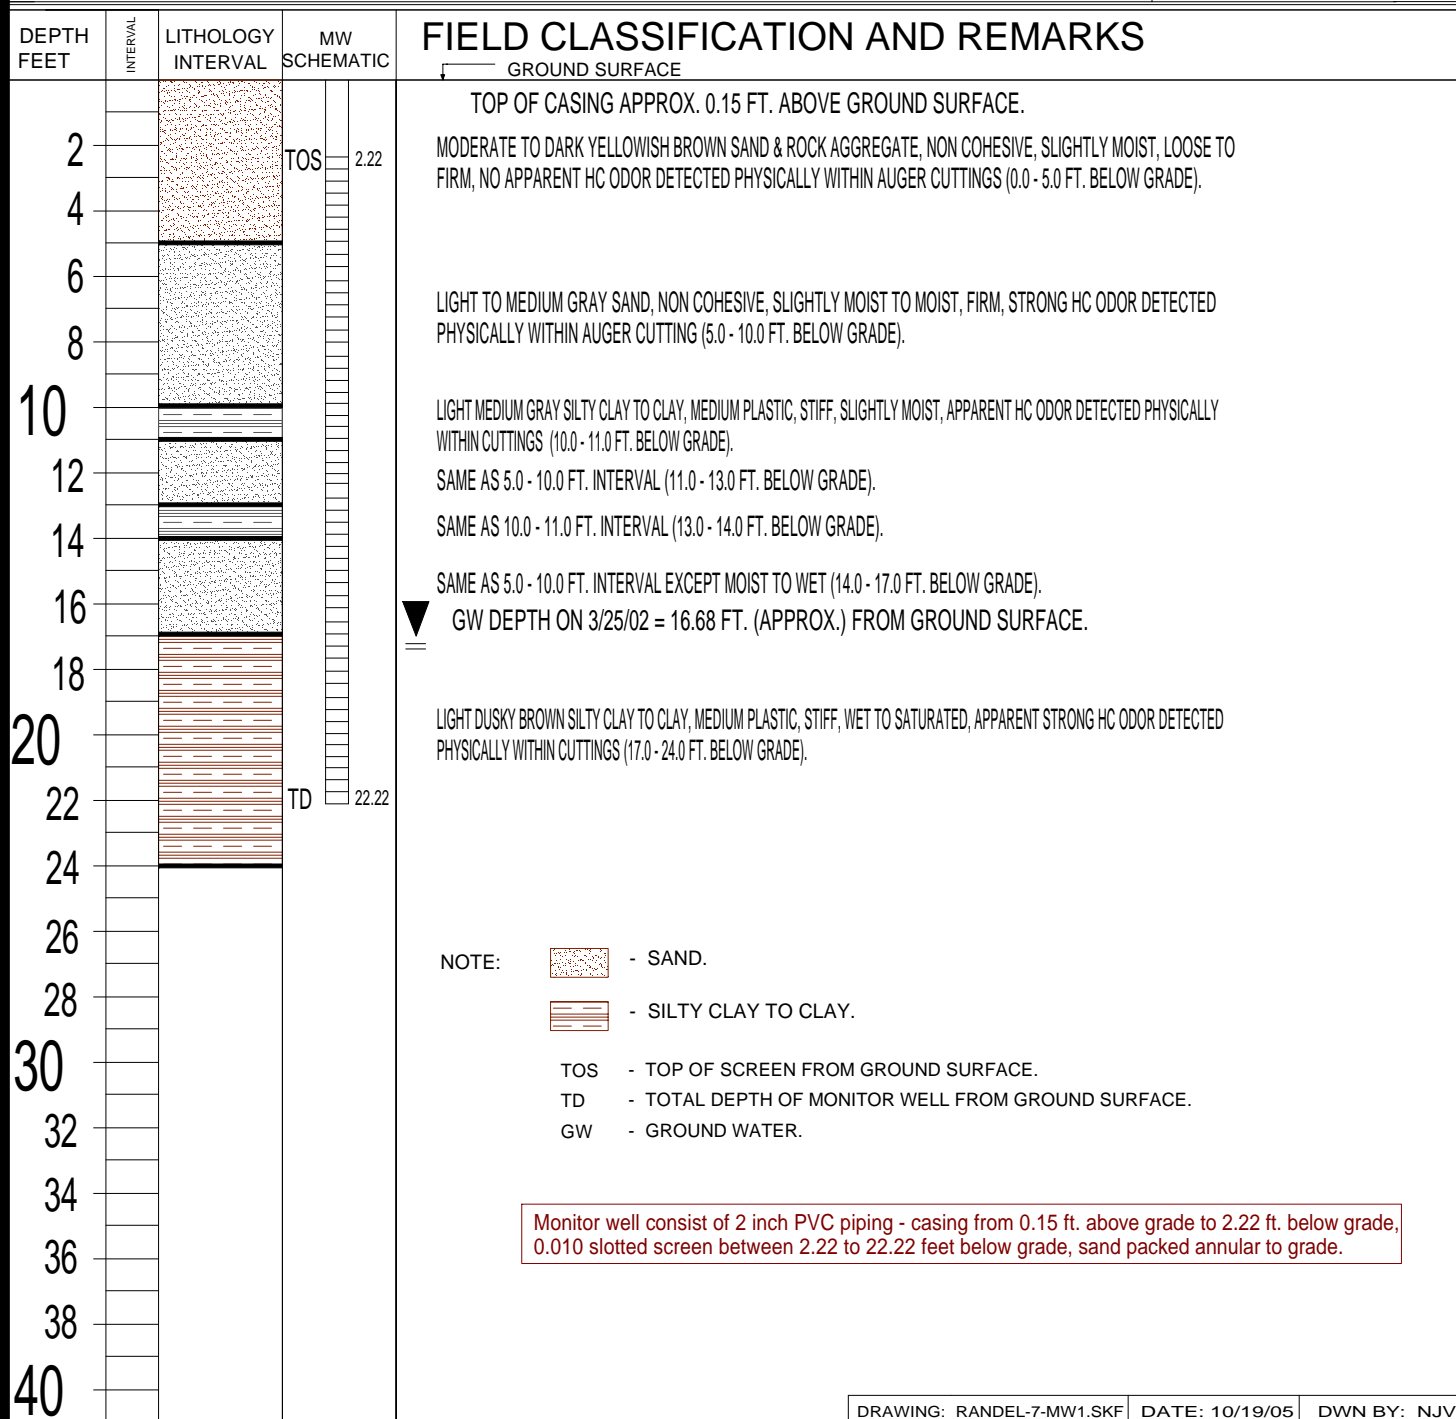 DEPTH FEET
INTERVAL
LITHOLOGY INTERVAL
MW SCHEMATIC
FIELD CLASSIFICATION AND REMARKS
GROUND SURFACE
TOP OF CASING APPROX. 0.15 FT. ABOVE GROUND SURFACE.
2
TOS
2.22
MODERATE TO DARK YELLOWISH BROWN SAND & ROCK AGGREGATE, NON COHESIVE, SLIGHTLY MOIST, LOOSE TO
FIRM, NO APPARENT HC ODOR DETECTED PHYSICALLY WITHIN AUGER CUTTINGS (0.0 - 5.0 FT. BELOW GRADE).
4
6
LIGHT TO MEDIUM GRAY SAND, NON COHESIVE, SLIGHTLY MOIST TO MOIST, FIRM, STRONG HC ODOR DETECTED
PHYSICALLY WITHIN AUGER CUTTING (5.0 - 10.0 FT. BELOW GRADE).
8
10
LIGHT MEDIUM GRAY SILTY CLAY TO CLAY, MEDIUM PLASTIC, STIFF, SLIGHTLY MOIST, APPARENT HC ODOR DETECTED PHYSICALLY
WITHIN CUTTINGS (10.0 - 11.0 FT. BELOW GRADE).
12
SAME AS 5.0 - 10.0 FT. INTERVAL (11.0 - 13.0 FT. BELOW GRADE).
SAME AS 10.0 - 11.0 FT. INTERVAL (13.0 - 14.0 FT. BELOW GRADE).
14
SAME AS 5.0 - 10.0 FT. INTERVAL EXCEPT MOIST TO WET (14.0 - 17.0 FT. BELOW GRADE).
16
GW DEPTH ON 3/25/02 = 16.68 FT. (APPROX.) FROM GROUND SURFACE.
18
20
LIGHT DUSKY BROWN SILTY CLAY TO CLAY, MEDIUM PLASTIC, STIFF, WET TO SATURATED, APPARENT STRONG HC ODOR DETECTED
PHYSICALLY WITHIN CUTTINGS (17.0 - 24.0 FT. BELOW GRADE).
22
TD
22.22
24
26
28
30
32
34
36
38
40
NOTE:
- SAND.
- SILTY CLAY TO CLAY.
TOS - TOP OF SCREEN FROM GROUND SURFACE.
TD - TOTAL DEPTH OF MONITOR WELL FROM GROUND SURFACE.
GW - GROUND WATER.
Monitor well consist of 2 inch PVC piping - casing from 0.15 ft. above grade to 2.22 ft. below grade,
0.010 slotted screen between 2.22 to 22.22 feet below grade, sand packed annular to grade.
DRAWING: RANDEL-7-MW1.SKF
DATE: 10/19/05
DWN BY: NJV